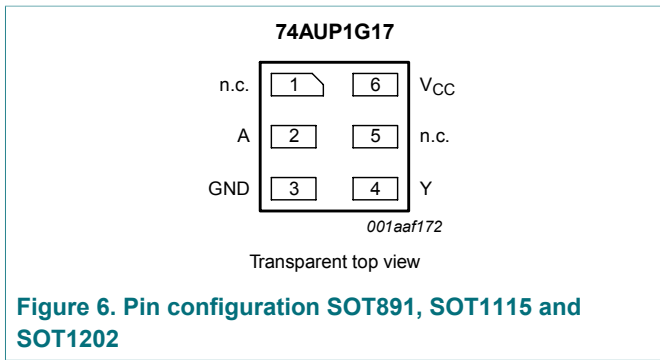 74AUP1G17
n.c. 1 6 VCC
A 2 5 n.c.
GND 3 4 Y
001aaf172
Transparent top view
Figure 6. Pin configuration SOT891, SOT1115 and
SOT1202